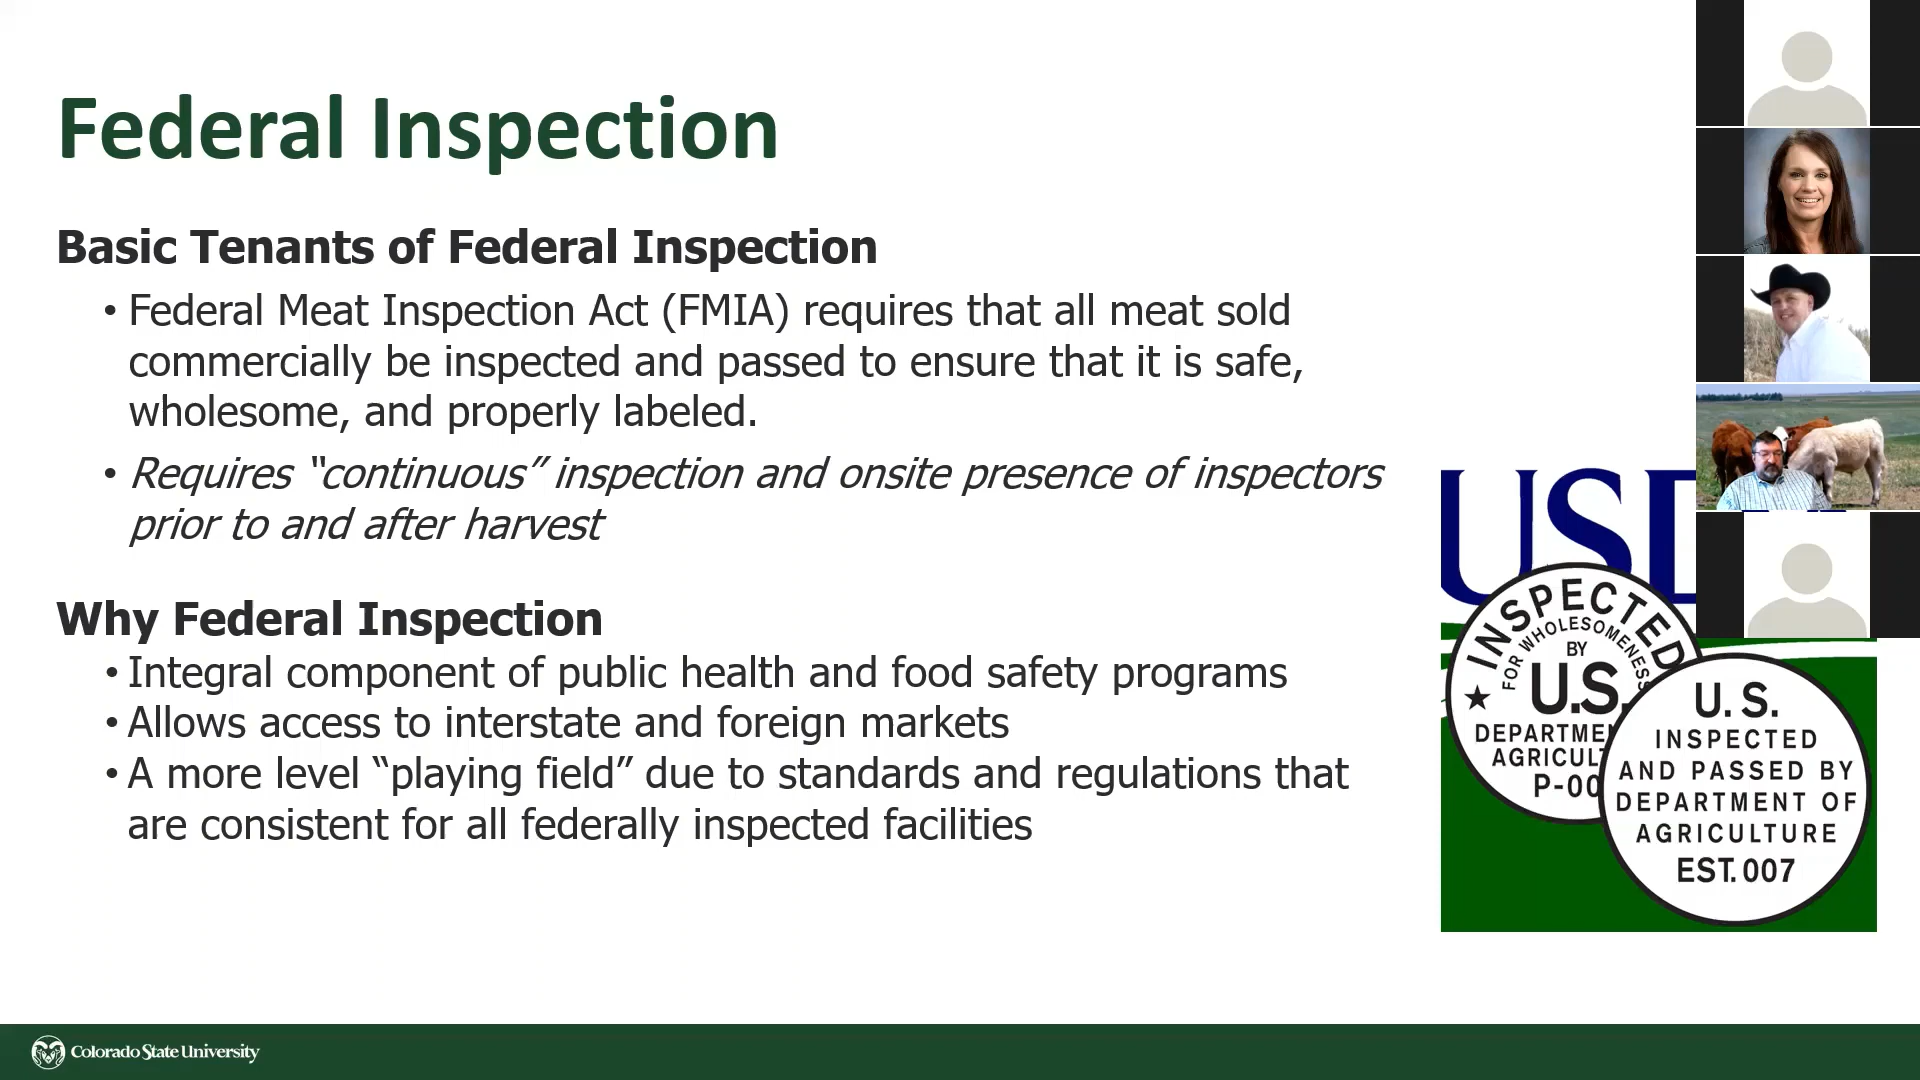 Federal Inspection
Basic Tenants of Federal Inspection
• Federal Meat Inspection Act (FMIA) requires that all meat sold
commercially be inspected and passed to ensure that it is safe,
wholesome, and properly labeled.
• Requires “continuous” inspection and onsite presence of inspectors
prior to and after harvest
Why Federal Inspection
• Integral component of public health and food safety programs
• Allows access to interstate and foreign markets
• A more level “playing field” due to standards and regulations that
are consistent for all federally inspected facilities
INSPECTED
FOR WHOLESOMENESS
BY
U.S.
P-00
U. S.
INSPECTED
AND PASSED BY
DEPARTMENT OF
AGRICULTURE
EST. 007
Colorado State University